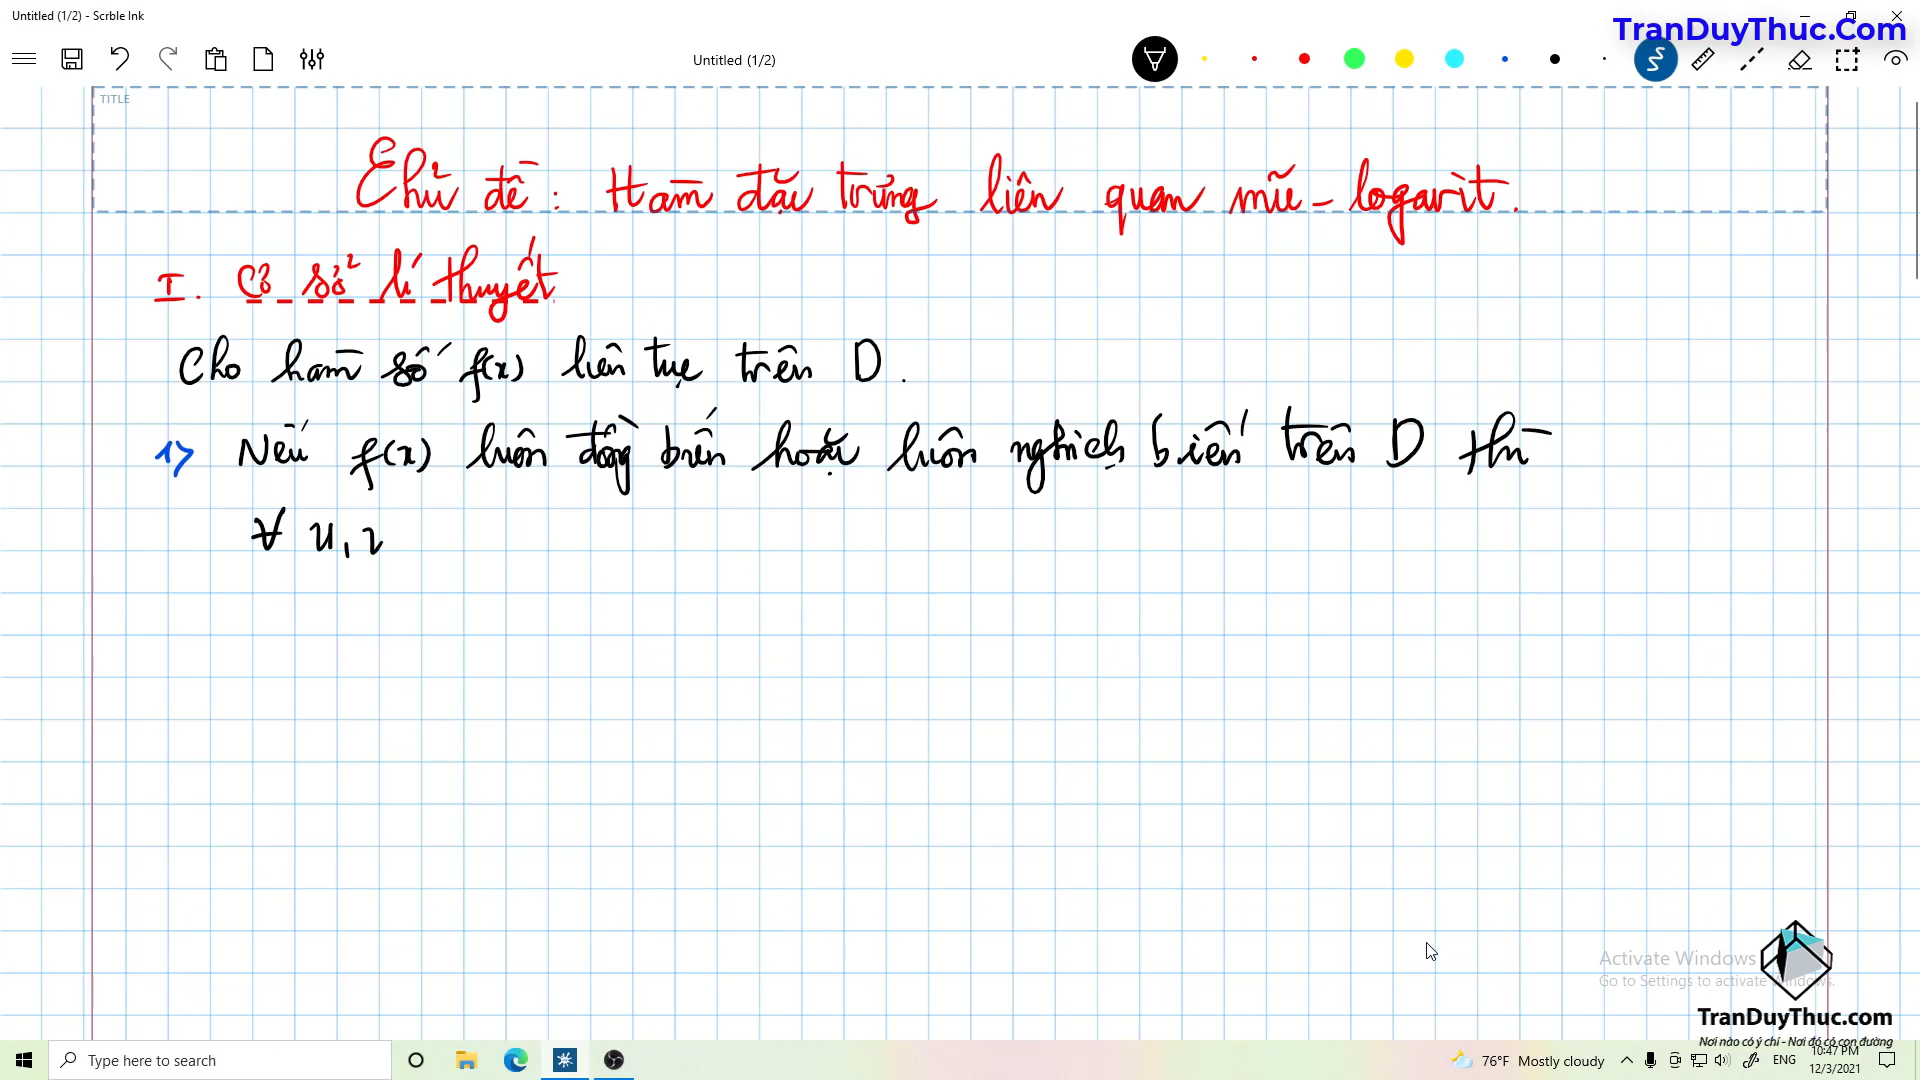 Untitled (1/2) - Scrble Ink
TranDuyThuc.Com
Untitled (1/2)
TITLE
Chủ đề: Hàm đặc trưng liên quan mũ - logarit.
I. Cơ sở lí thuyết
Cho hàm số f(x) liên tục trên D.
1> Nếu f(x) luôn đồng biến hoặc luôn nghịch biến trên D thì
∀ u, v
Activate Windows
Go to Settings to activate Windows.
TranDuyThuc.com
Nơi nào có ý chí - Nơi đó có con đường
Type here to search
76°F Mostly cloudy
ENG
10:47 PM
12/3/2021